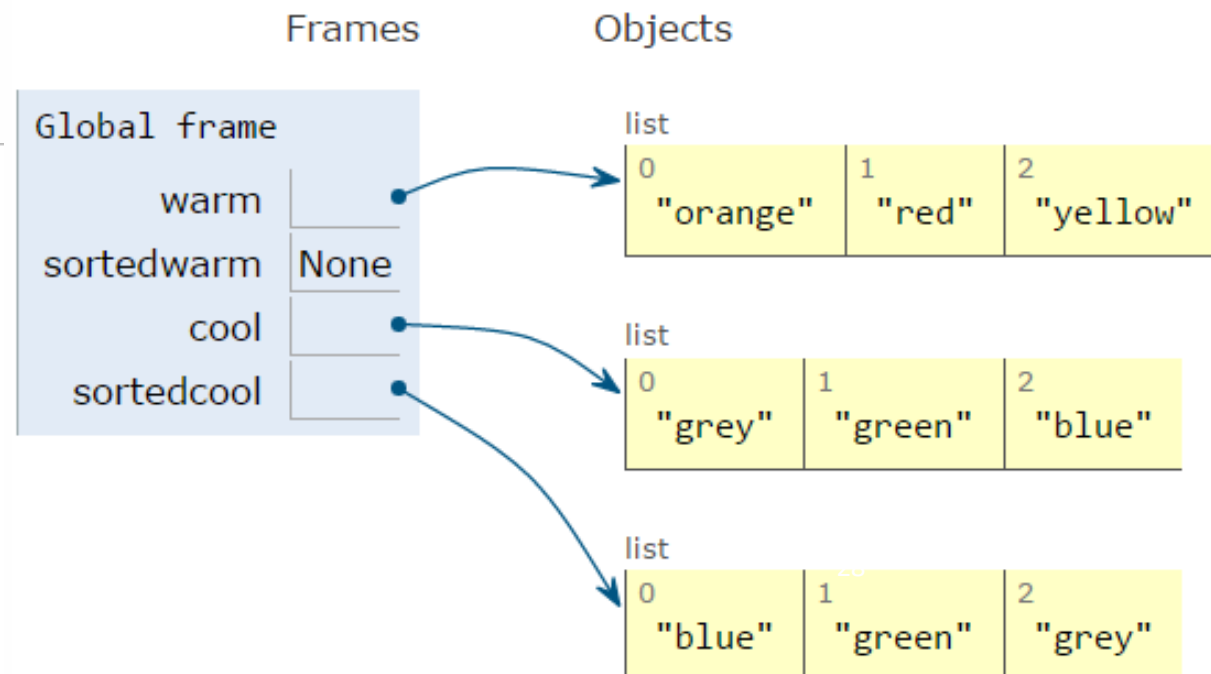 Frames Objects
Global frame
warm
sortedwarm None
cool
sortedcool
list
0 1 2
"orange" "red" "yellow"
list
0 1 2
"grey" "green" "blue"
list
0 1 2
"blue" "green" "grey"